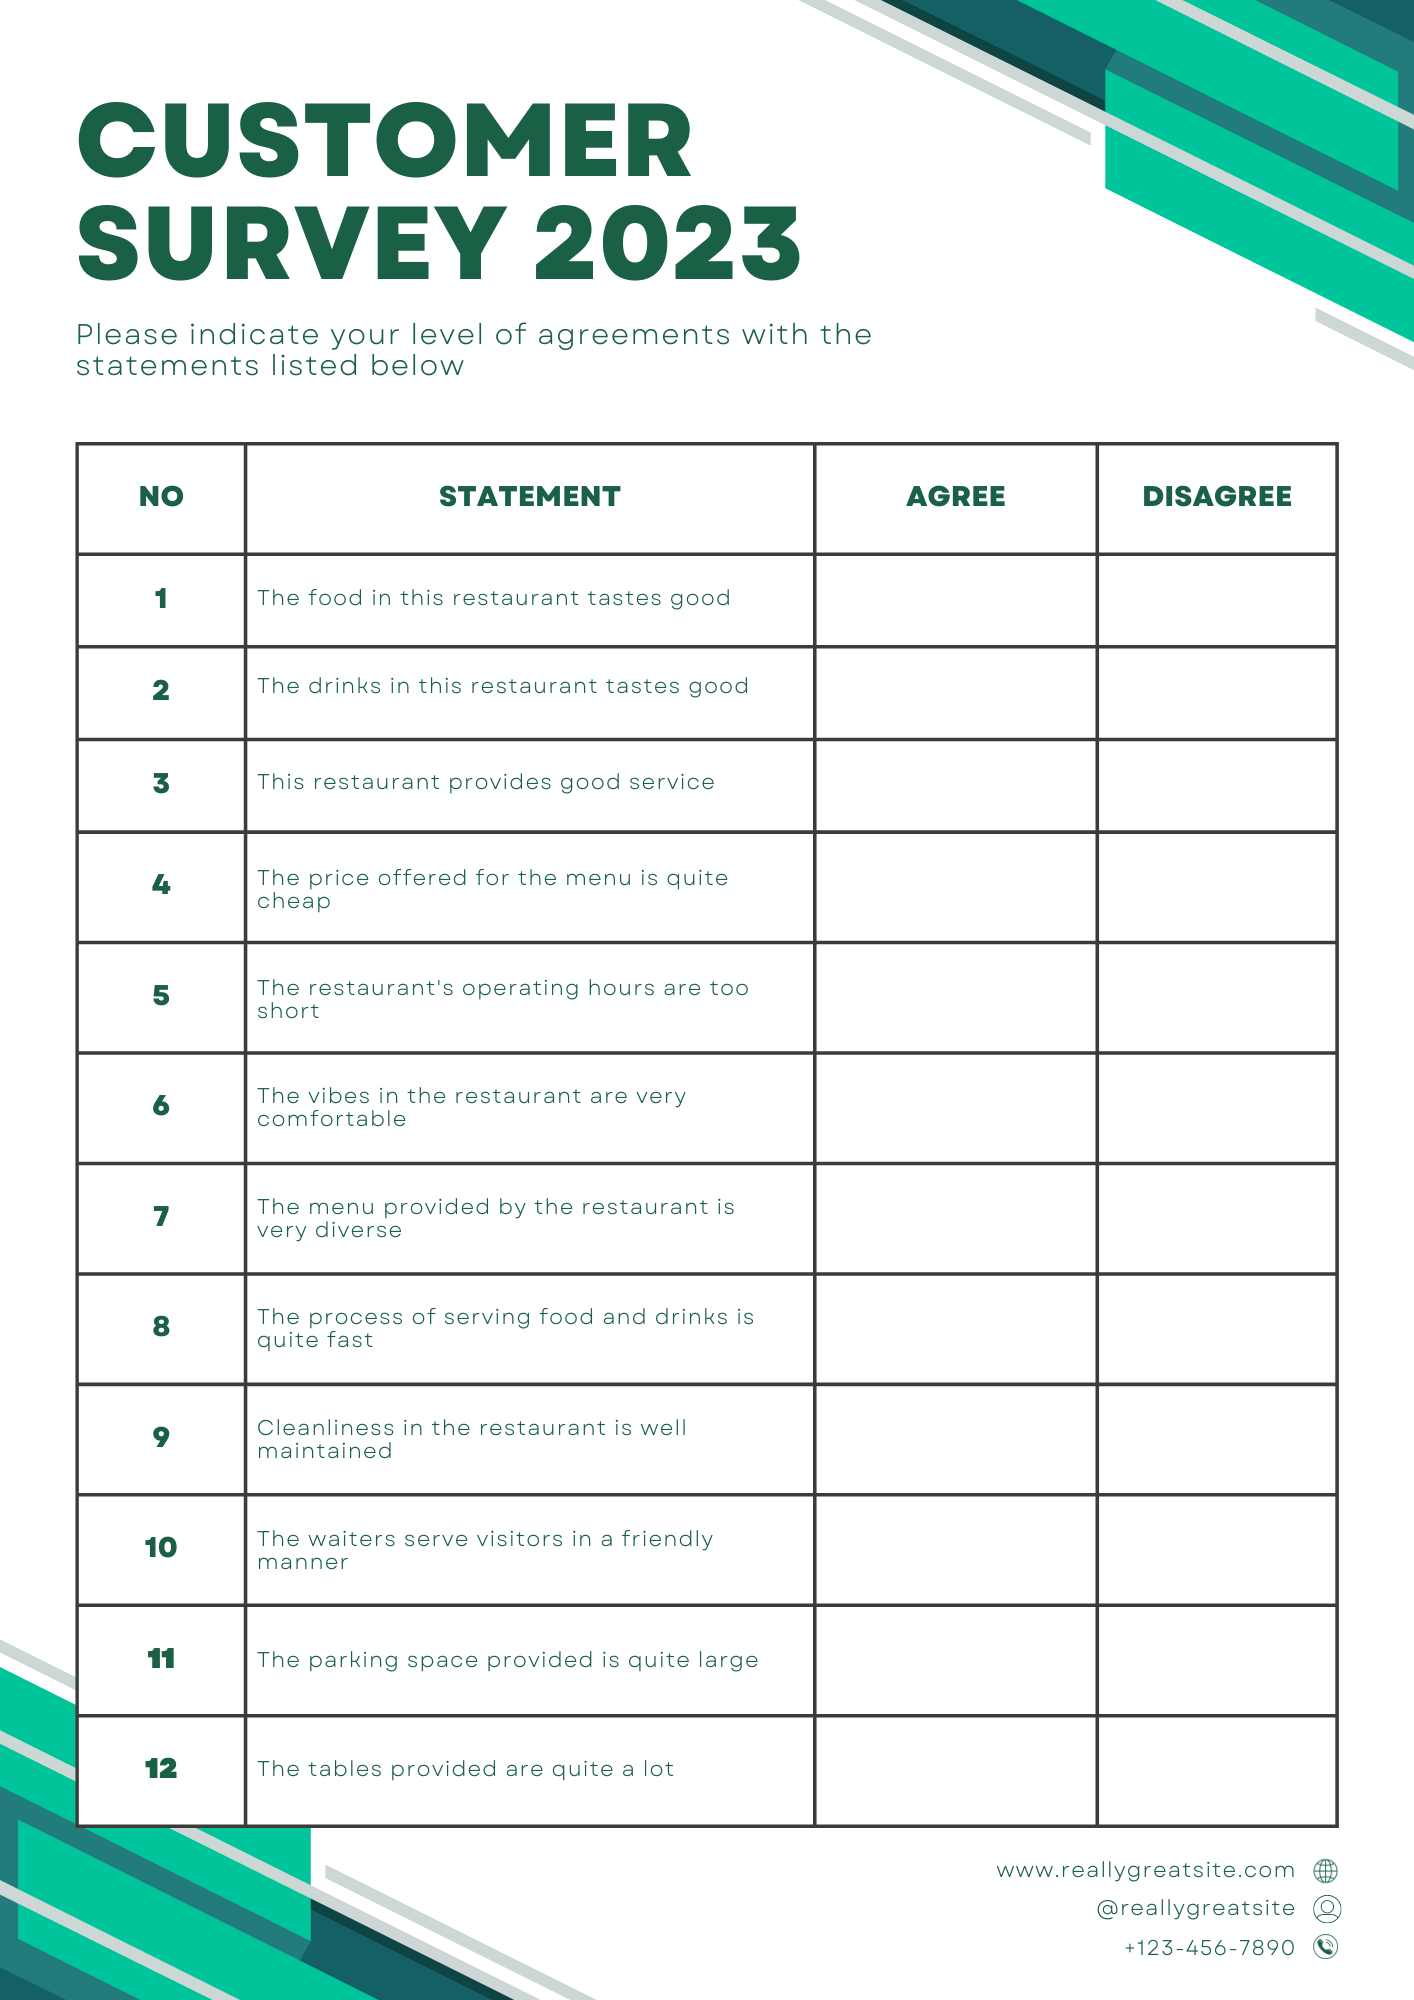 CUSTOMER
SURVEY 2023
Please indicate your level of agreements with the
statements listed below
NO STATEMENT AGREE DISAGREE
1 The food in this restaurant tastes good
2 The drinks in this restaurant tastes good
3 This restaurant provides good service
4 The price offered for the menu is quite
cheap
5 The restaurant's operating hours are too
short
6 The vibes in the restaurant are very
comfortable
7 The menu provided by the restaurant is
very diverse
8 The process of serving food and drinks is
quite fast
9 Cleanliness in the restaurant is well
maintained
10 The waiters serve visitors in a friendly
manner
11 The parking space provided is quite large
12 The tables provided are quite a lot
www.reallygreatsite.com
@reallygreatsite
+123-456-7890